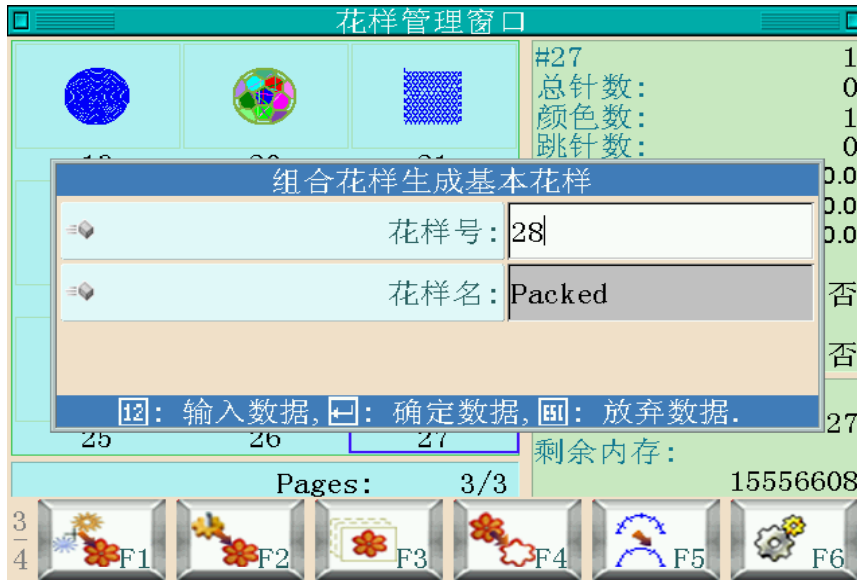 花样管理窗口
#27 1
总针数: 0
颜色数: 1
跳针数: 0
组合花样生成基本花样
花样号: 28
花样名: Packed
否
否
12: 输入数据, : 确定数据, ESC: 放弃数据.
25 26 27
27
剩余内存:
15556608
Pages: 3/3
3/4 F1 F2 F3 F4 F5 F6